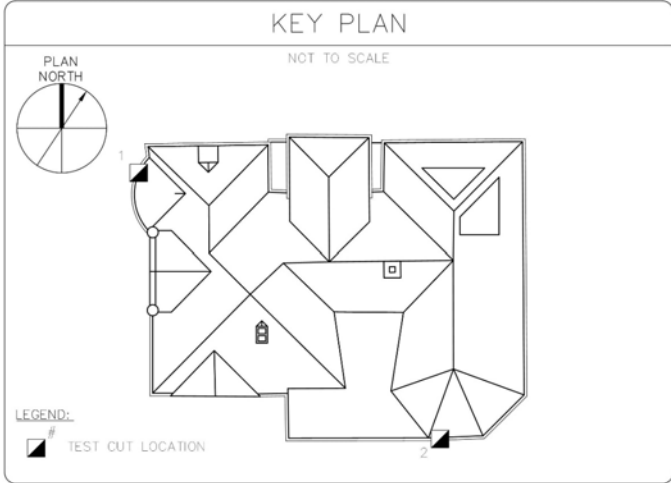 KEY PLAN
NOT TO SCALE
PLAN
NORTH
1
2
LEGEND:
#
TEST CUT LOCATION